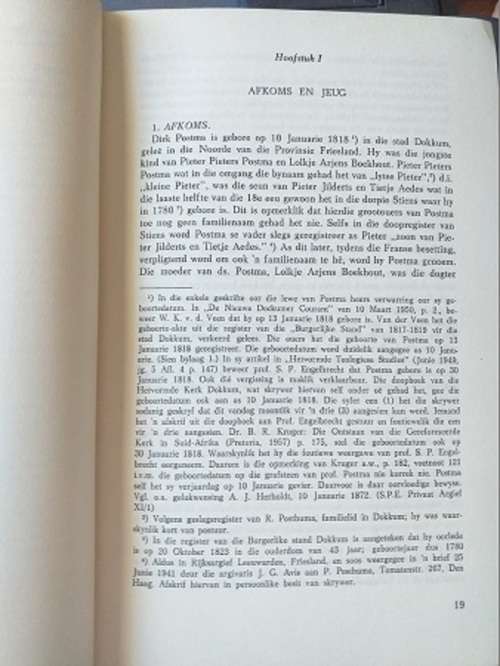 Hoofstuk I
AFKOMS EN JEUG
1. AFKOMS.
Dirk Postma is gebore op 10 Januarie 1818 ¹) in die stad Dokkum,
geleë in die Noorde van die Provinsie Friesland. Hy was die jongste
kind van Pieter Pieters Postma en Lolkje Arjens Boekhout. Pieter Pieters
Postma wat in die omgang die bynaam gehad het van „lytse Pieter",²) d.i.
„kleine Pieter", was die seun van Pieter Jilderts en Tietje Aedes wat in
die laaste helfte van die 18e eeu gewoon het in die dorpie Stiens waar hy
in 1780 ³) gebore is. Dit is opmerklik dat hierdie grootouers van Postma
toe nog geen familienaam gehad het nie. Selfs in die doopregister van
Stiens word Postma se vader slegs geregistreer as Pieter „zoon van Pie-
ter Jilderts en Tietje Aedes." ⁴) As dit later, tydens die Franse besetting,
verpligtend word om ook 'n familienaam te hê, word hy Postma genoem.
Die moeder van ds. Postma, Lolkje Arjens Boekhout, was die dogter
¹) In die enkele geskrifte oor die lewe van Postma heers verwarring oor sy ge-
boortedatum. In „De Nieuwe Dockumer Courant" van 10 Maart 1950, p. 2, be-
weer W. K. v. d. Veen dat hy op 13 Januarie 1818 gebore is. Van der Veen het die
geboorte-akte uit die register van die „Burgerlijke Stand" van 1817-1819 vir die
stad Dokkum, verkeerd gelees. Die ouers het die geboorte van Postma op 13
Januarie 1818 geregistreer. Die geboortedatum word duidelik aangegee as 10 Janu-
arie. (Sien bylaag I.) In sy artikel in „Hervormde Teologiese Studies" (Junie 1949,
jg. 5 Afl. 4 p. 147) beweer prof. S. P. Engelbrecht dat Postma gebore is op 30
Januarie 1818. Ook dié vergissing is maklik verklaarbaar. Die doopboek van die
Hervormde Kerk Dokkum, wat skrywer hiervan self onder oë gehad het, gee die
geboortedatum ook aan as 10 Januarie 1818. Die syfer een (1) het die skrywer
sodanig geskryf dat dit vandag moontlik vir 'n drie (3) aangesien kan word. Iemand
het 'n afskrif uit die doopboek aan Prof. Engelbrecht gestuur en foutiewelik die een
vir 'n drie aangesien. Dr. B. R. Kruger: Die Ontstaan van die Gereformeerde
Kerk in Suid-Afrika (Pretoria, 1957) p. 175, stel die geboortedatum ook op
30 Januarie 1818. Waarskynlik het hy die foutiewe weergawe van prof. S. P. Engel-
brecht oorgeneem. Daarom is die opmerking van Kruger a.w., p. 182, voetnoot 121
i.v.m. die geboortedatum op die grafsteen van prof. Postma nie korrek nie. Postma
self het sy verjaardag op 10 Januarie gevier. Daarvoor is daar oorvloedige bewyse.
Vgl. o.a. gelukwensing A. J. Herholdt, 10 Januarie 1872. (S.P.E. Privaat Argief
XI/1)
²) Volgens geslagsregister van R. Posthuma, familielid in Dokkum; hy was waar-
skynlik kort van postuur.
³) In die register van die Burgerlike stand Dokkum is aangeteken dat hy oorlede
is op 20 Oktober 1823 in die ouderdom van 43 jaar; geboortejaar dus 1780
⁴) Aldus in Rijksargief Leeuwarden, Friesland, en soos weergegee is 'n brief 25
Junie 1941 deur die argivaris J. G. Avis aan P. Posthuma, Ternatestr. 267, Den
Haag. Afskrif hiervan in persoonlike besit van skrywer.
19